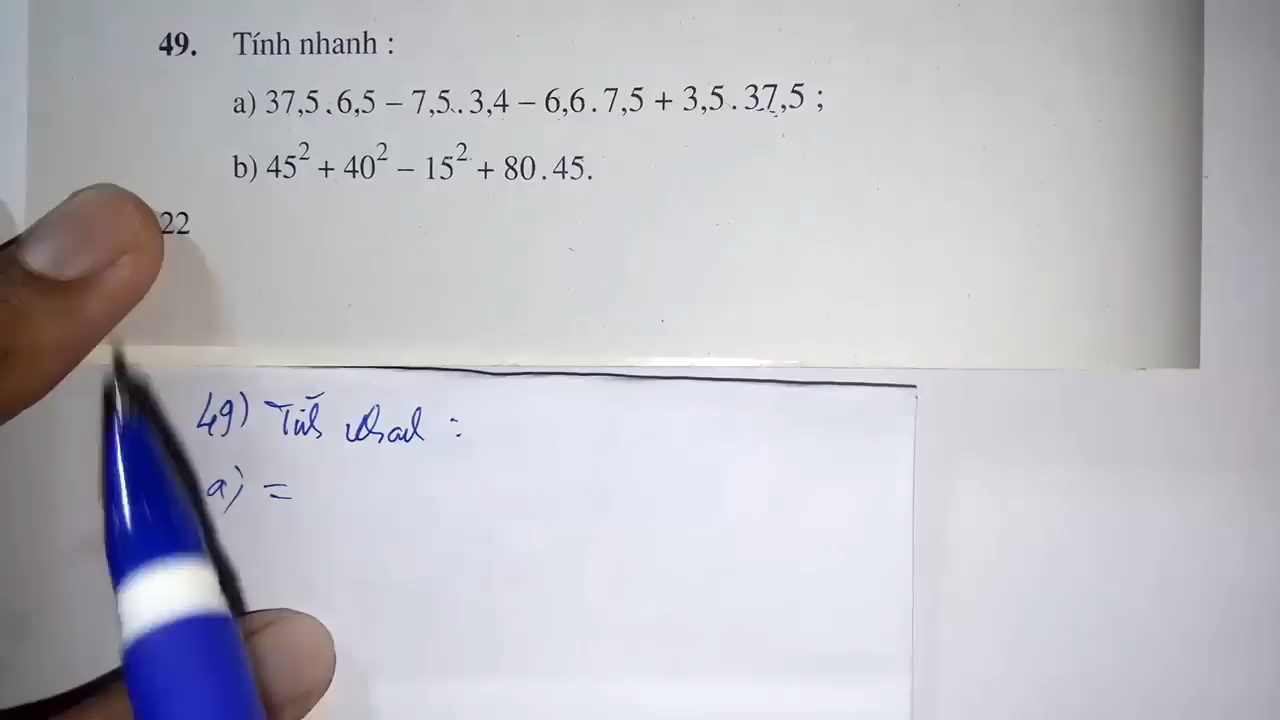 49. Tính nhanh :
a) 37,5.6,5 – 7,5.3,4 – 6,6.7,5 + 3,5.37,5 ;
b) 45² + 40² – 15² + 80.45.
22
49) Tính nhanh :
a) =